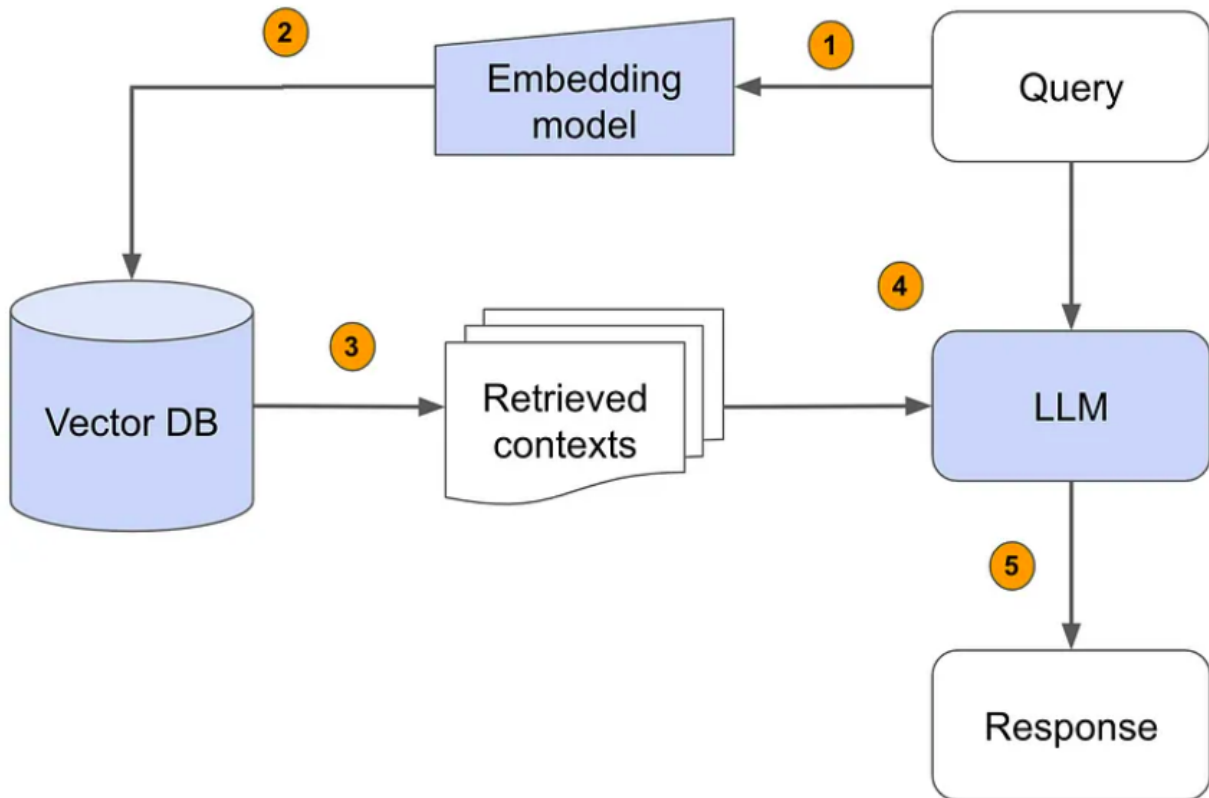 2
1
Embedding
model
Query
4
3
Vector DB
Retrieved
contexts
LLM
5
Response